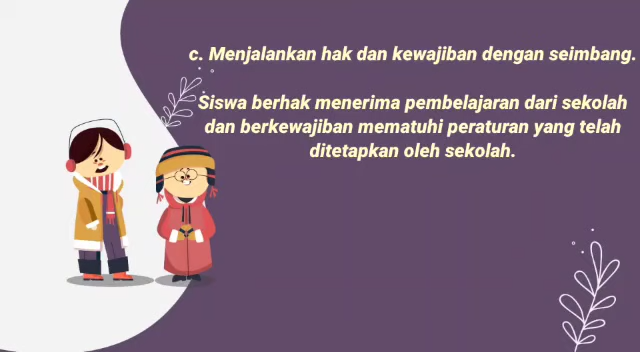 c. Menjalankan hak dan kewajiban dengan seimbang.
Siswa berhak menerima pembelajaran dari sekolah
dan berkewajiban mematuhi peraturan yang telah
ditetapkan oleh sekolah.